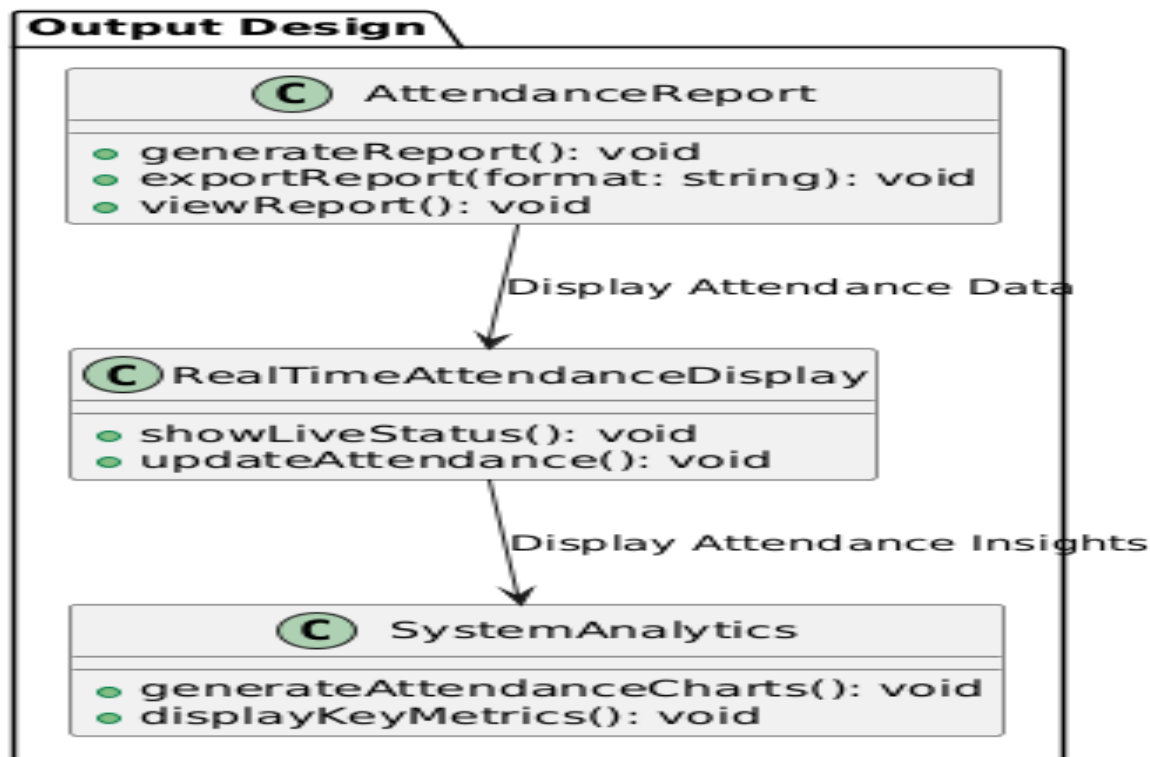 Output Design
C AttendanceReport
generateReport(): void
exportReport(format: string): void
viewReport(): void
Display Attendance Data
C RealTimeAttendanceDisplay
showLiveStatus(): void
updateAttendance(): void
Display Attendance Insights
C SystemAnalytics
generateAttendanceCharts(): void
displayKeyMetrics(): void